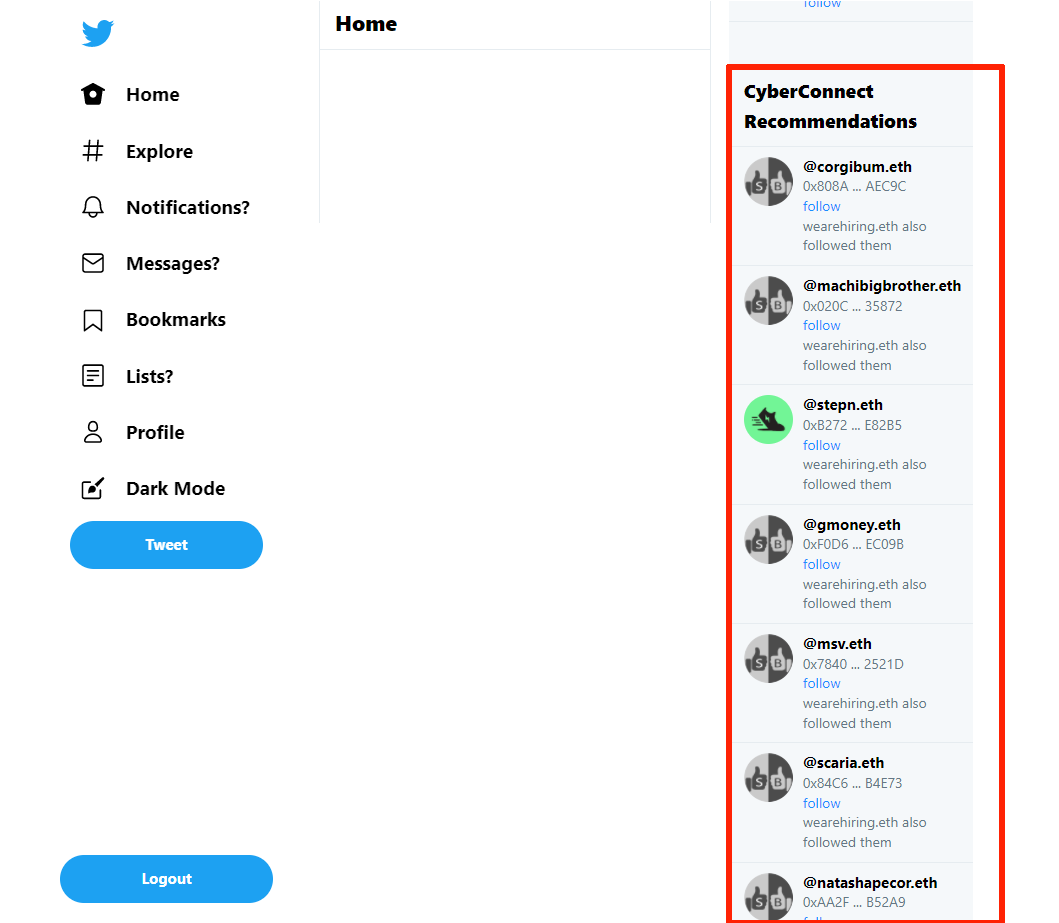 Home
Explore
Notifications?
Messages?
Bookmarks
Lists?
Profile
Dark Mode
Tweet
Logout
Home
follow
CyberConnect
Recommendations
@corgibum.eth
0x808A ... AEC9C
follow
wearehiring.eth also
followed them
@machibigbrother.eth
0x020C ... 35872
follow
wearehiring.eth also
followed them
@stepn.eth
0xB272 ... E82B5
follow
wearehiring.eth also
followed them
@gmoney.eth
0xF0D6 ... EC09B
follow
wearehiring.eth also
followed them
@msv.eth
0x7840 ... 2521D
follow
wearehiring.eth also
followed them
@scaria.eth
0x84C6 ... B4E73
follow
wearehiring.eth also
followed them
@natashapecor.eth
0xAA2F ... B52A9
follow